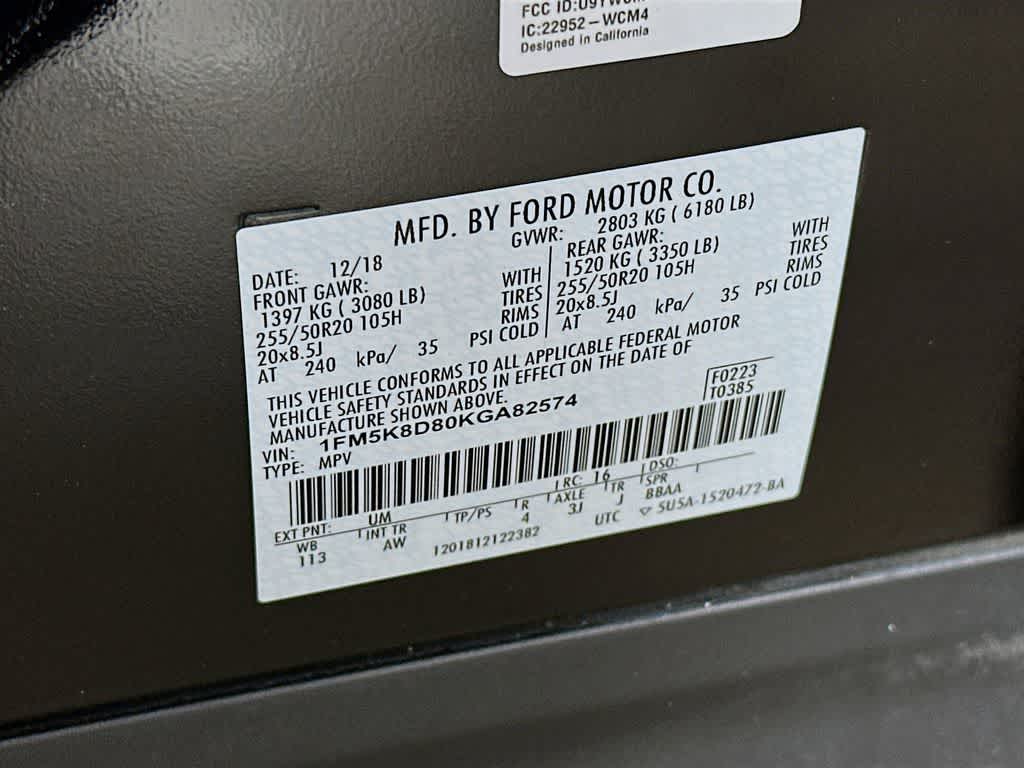 FCC ID:
IC:22952-WCM4
Designed in California
MFD. BY FORD MOTOR CO.
DATE: 12/18
GVWR: 2803 KG ( 6180 LB)
FRONT GAWR:
1397 KG ( 3080 LB) WITH
255/50R20 105H TIRES
20x8.5J RIMS
AT 240 kPa/ 35 PSI COLD
REAR GAWR:
1520 KG ( 3350 LB) WITH
255/50R20 105H TIRES
20x8.5J RIMS
AT 240 kPa/ 35 PSI COLD
THIS VEHICLE CONFORMS TO ALL APPLICABLE FEDERAL MOTOR
VEHICLE SAFETY STANDARDS IN EFFECT ON THE DATE OF
MANUFACTURE SHOWN ABOVE.
VIN: 1FM5K8D80KGA82574
TYPE: MPV
F0223
T0385
EXT PNT: UM RC: 16 DSO:
WB INT TR TP/PS R AXLE TR SPR
113 AW 4 3J J BBAA
1201812122382 UTC ▽ 5U5A-1520472-BA